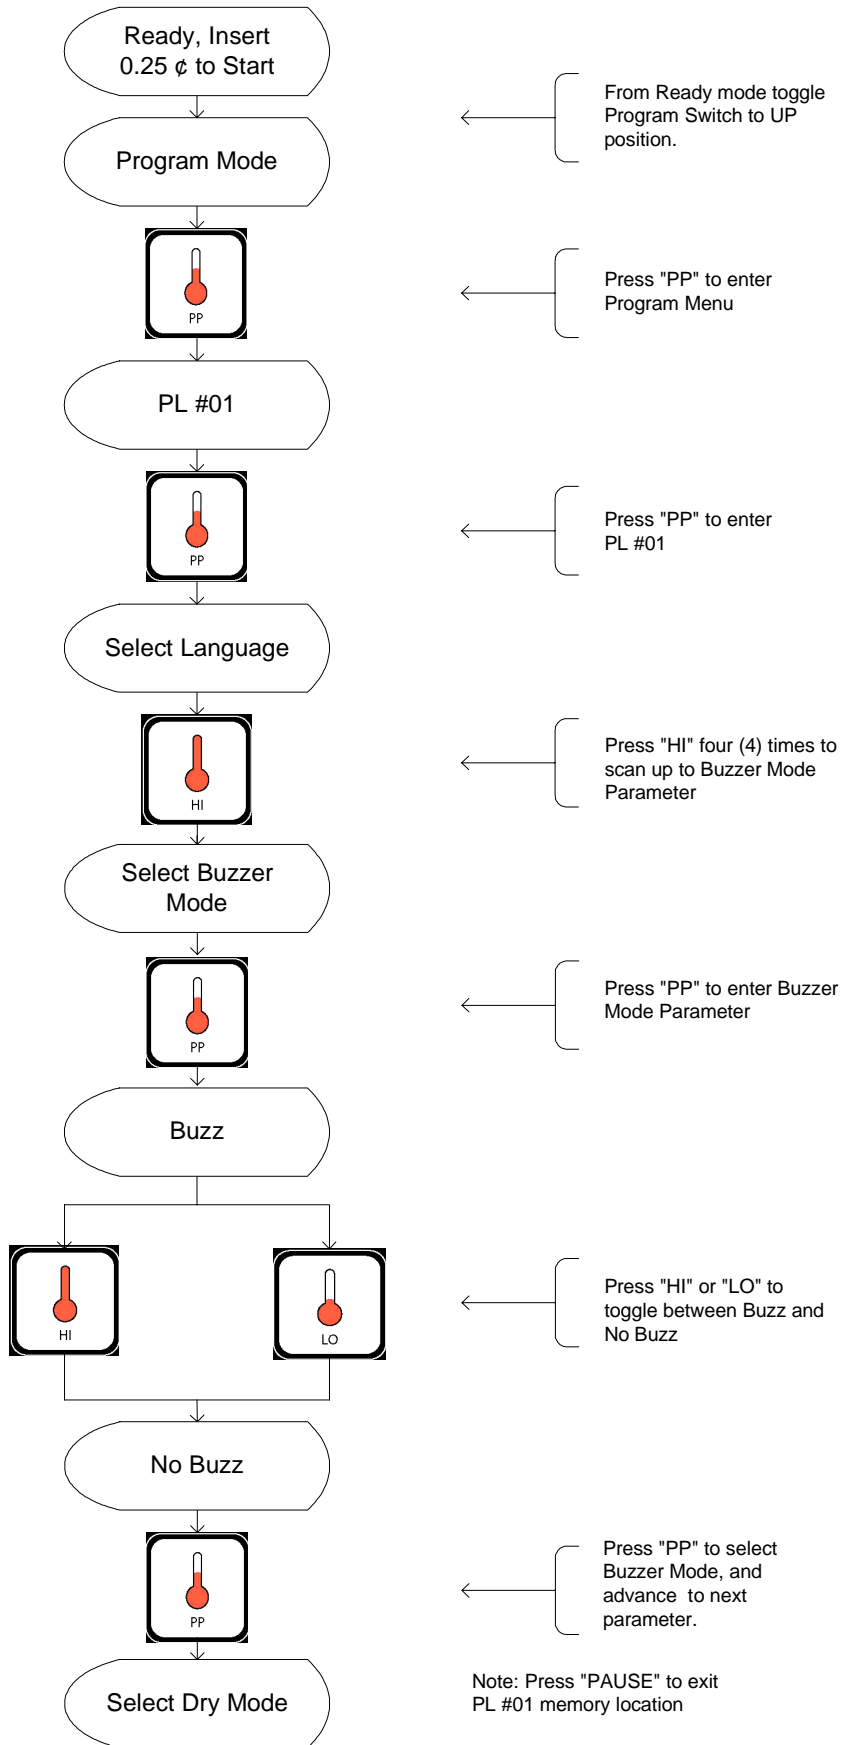 Ready, Insert
0.25 ¢ to Start
From Ready mode toggle
Program Switch to UP
position.
Program Mode
PP
Press "PP" to enter
Program Menu
PL #01
PP
Press "PP" to enter
PL #01
Select Language
HI
Press "HI" four (4) times to
scan up to Buzzer Mode
Parameter
Select Buzzer
Mode
PP
Press "PP" to enter Buzzer
Mode Parameter
Buzz
HI
LO
Press "HI" or "LO" to
toggle between Buzz and
No Buzz
No Buzz
PP
Press "PP" to select
Buzzer Mode, and
advance  to next
parameter.
Select Dry Mode
Note: Press "PAUSE" to exit
PL #01 memory location